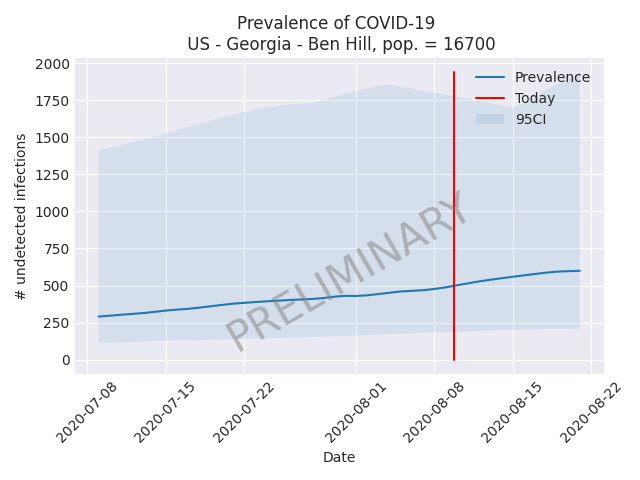 Prevalence of COVID-19
US - Georgia - Ben Hill, pop. = 16700
2000
1750
1500
1250
1000
750
500
250
0
# undetected infections
Prevalence
Today
95CI
PRELIMINARY
2020-07-08
2020-07-15
2020-07-22
2020-08-01
2020-08-08
2020-08-15
2020-08-22
Date